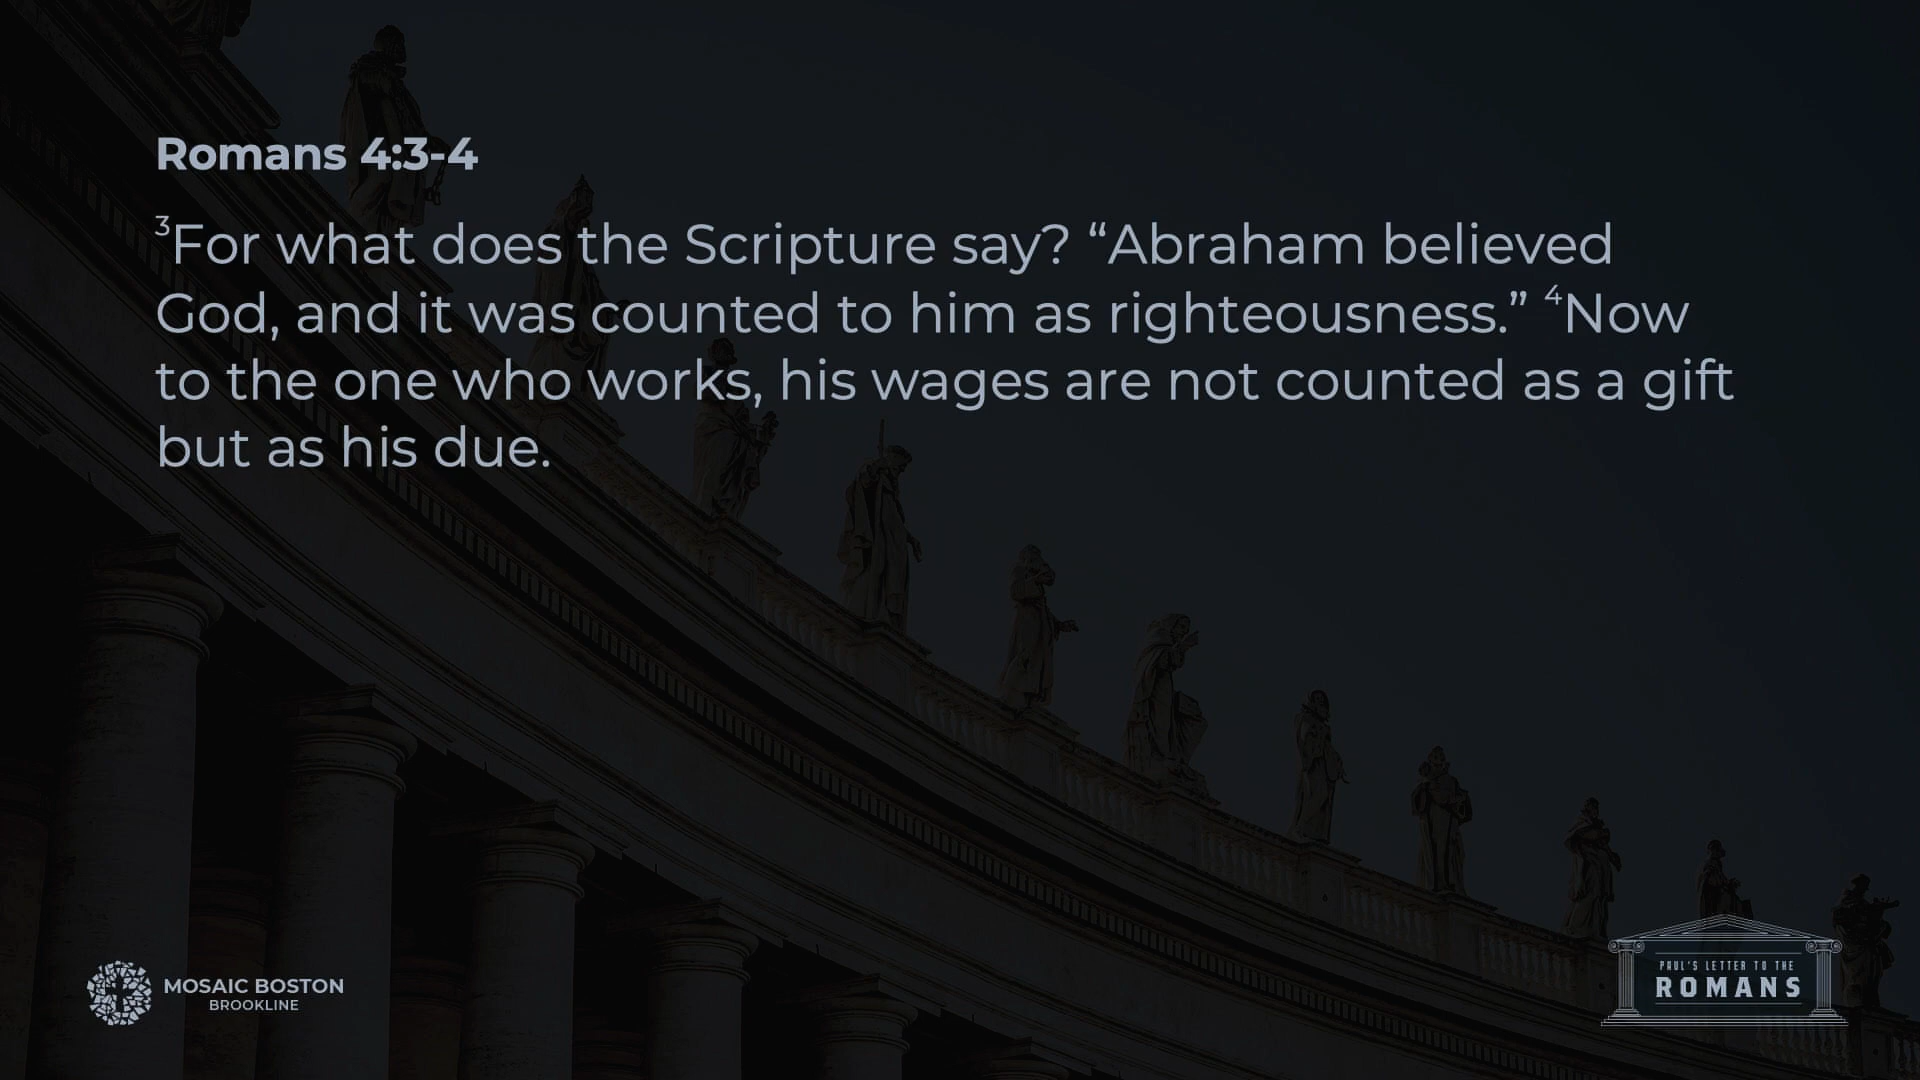 Romans 4:3-4
³For what does the Scripture say? “Abraham believed
God, and it was counted to him as righteousness.” ⁴Now
to the one who works, his wages are not counted as a gift
but as his due.
MOSAIC BOSTON
BROOKLINE
PAUL'S LETTER TO THE
ROMANS